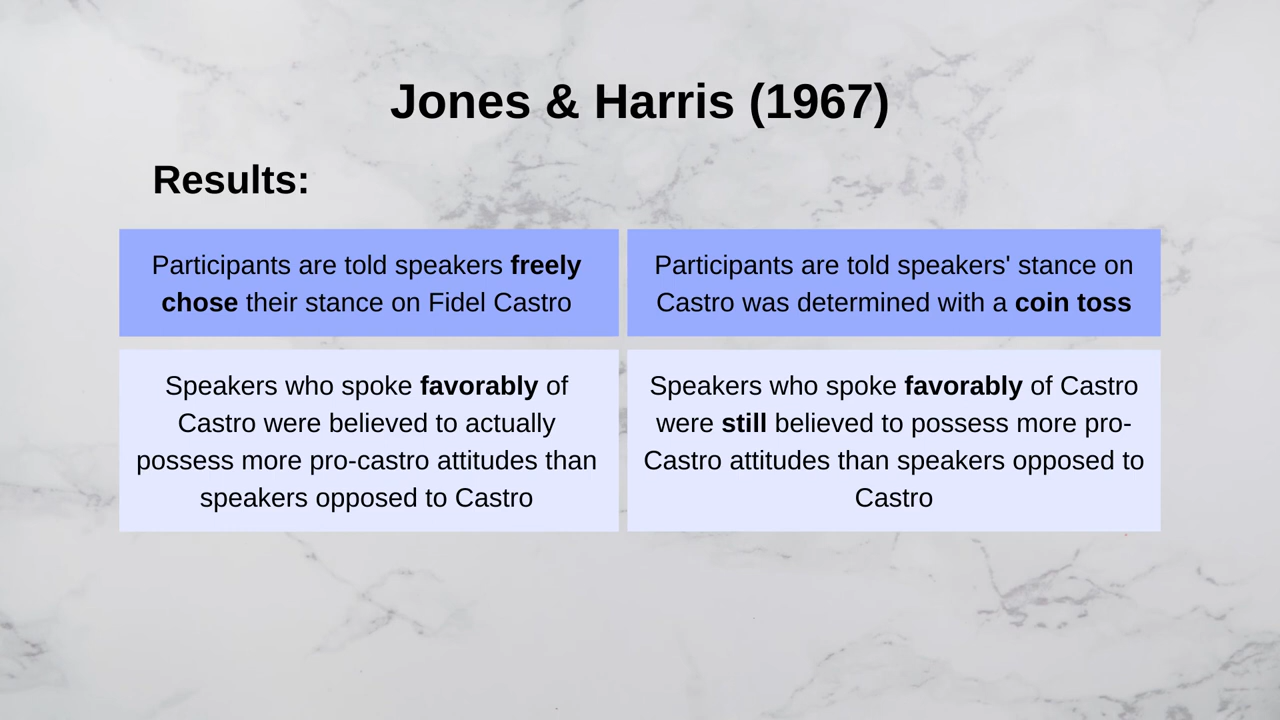 Jones & Harris (1967)
Results:
Participants are told speakers freely
chose their stance on Fidel Castro
Participants are told speakers' stance on
Castro was determined with a coin toss
Speakers who spoke favorably of
Castro were believed to actually
possess more pro-castro attitudes than
speakers opposed to Castro
Speakers who spoke favorably of Castro
were still believed to possess more pro-
Castro attitudes than speakers opposed to
Castro